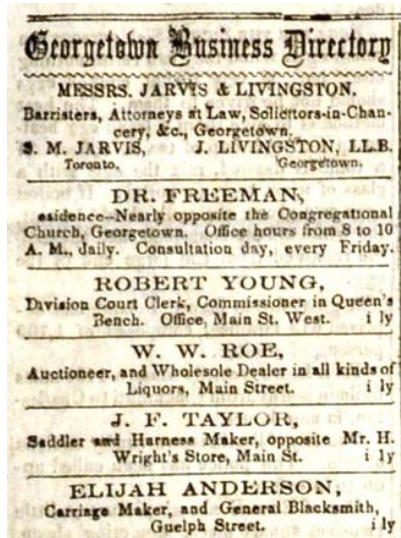 Georgetown Business Directory
MESSRS. JARVIS & LIVINGSTON.
Barristers, Attorneys at Law, Solicitors-in-Chan-
cery, &c., Georgetown.
S. M. JARVIS, J. LIVINGSTON, LL.B.
Toronto. Georgetown.
DR. FREEMAN,
esidence--Nearly opposite the Congregational
Church, Georgetown. Office hours from 8 to 10
A. M., daily. Consultation day, every Friday.
ROBERT YOUNG,
Division Court Clerk, Commissioner in Queen's
Bench. Office, Main St. West. i ly
W. W. ROE,
Auctioneer, and Wholesale Dealer in all kinds of
Liquors, Main Street. i ly
J. F. TAYLOR,
Saddler and Harness Maker, opposite Mr. H.
Wright's Store, Main St. i ly
ELIJAH ANDERSON,
Carriage Maker, and General Blacksmith,
Guelph Street. i ly